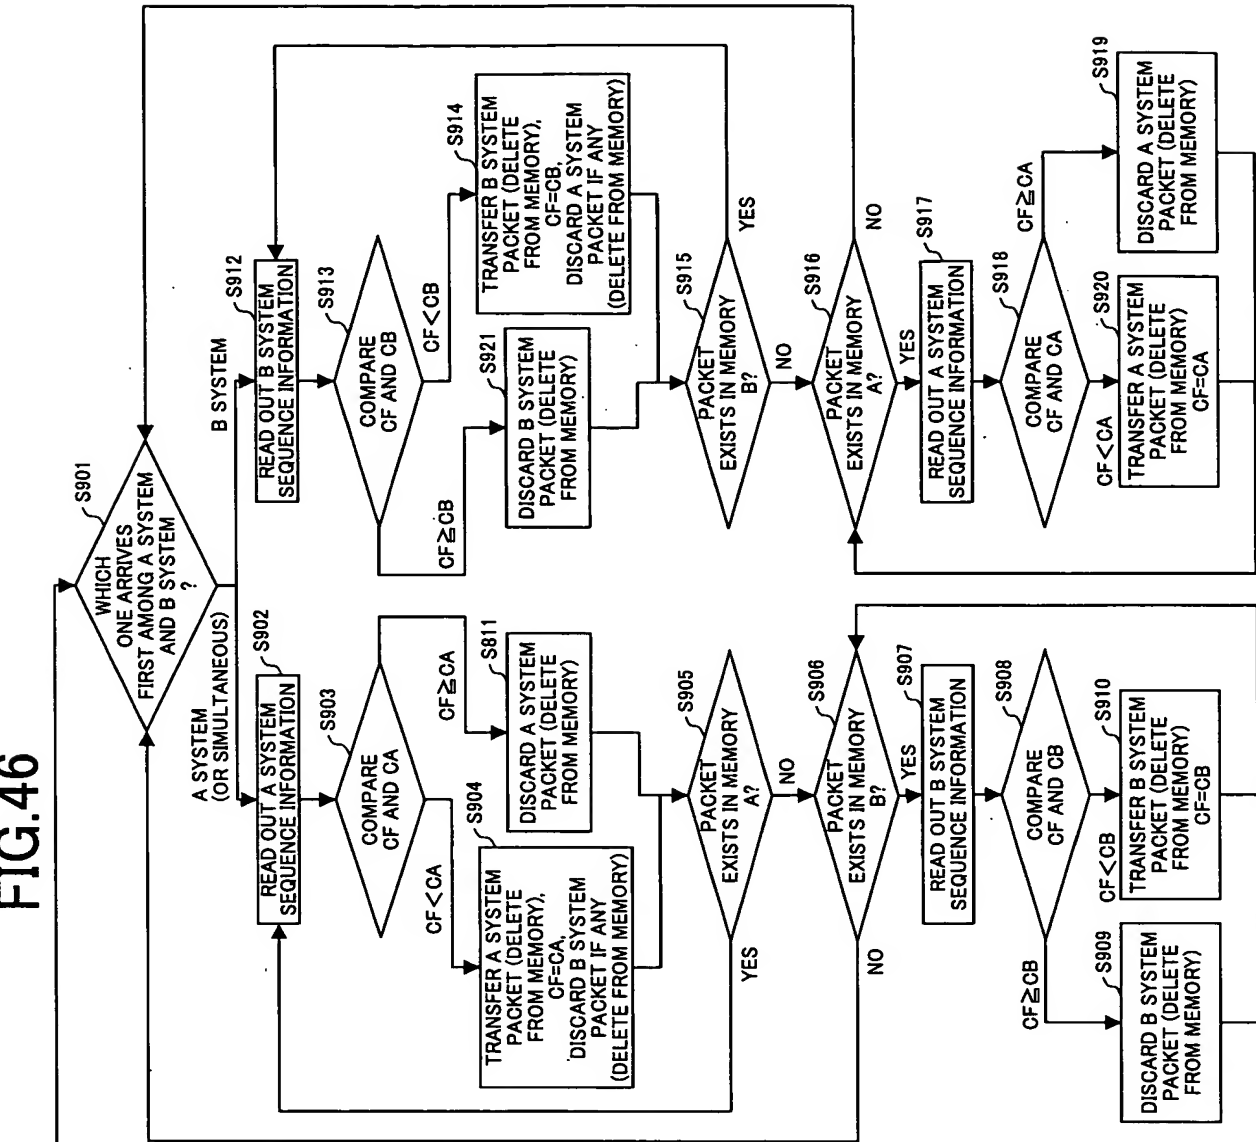 FIG.46
S901
WHICH
ONE ARRIVES
FIRST AMONG A SYSTEM
AND B SYSTEM
?
A SYSTEM
(OR SIMULTANEOUS)
S902
READ OUT A SYSTEM
SEQUENCE INFORMATION
S903
COMPARE
CF AND CA
CF<CA
CF≧CA
S904
TRANSFER A SYSTEM
PACKET (DELETE
FROM MEMORY),
CF=CA,
DISCARD B SYSTEM
PACKET IF ANY
(DELETE FROM MEMORY)
S811
DISCARD A SYSTEM
PACKET (DELETE
FROM MEMORY)
S905
PACKET
EXISTS IN MEMORY
A?
YES
NO
S906
PACKET
EXISTS IN MEMORY
B?
NO
YES
S907
READ OUT B SYSTEM
SEQUENCE INFORMATION
S908
COMPARE
CF AND CB
CF≧CB
CF<CB
S909
DISCARD B SYSTEM
PACKET (DELETE
FROM MEMORY)
S910
TRANSFER B SYSTEM
PACKET (DELETE
FROM MEMORY)
CF=CB
B SYSTEM
S912
READ OUT B SYSTEM
SEQUENCE INFORMATION
S913
COMPARE
CF AND CB
CF≧CB
CF<CB
S921
DISCARD B SYSTEM
PACKET (DELETE
FROM MEMORY)
S914
TRANSFER B SYSTEM
PACKET (DELETE
FROM MEMORY),
CF=CB,
DISCARD A SYSTEM
PACKET IF ANY
(DELETE FROM MEMORY)
S915
PACKET
EXISTS IN MEMORY
B?
YES
NO
S916
PACKET
EXISTS IN MEMORY
A?
NO
YES
S917
READ OUT A SYSTEM
SEQUENCE INFORMATION
S918
COMPARE
CF AND CA
CF<CA
CF≧CA
S920
TRANSFER A SYSTEM
PACKET (DELETE
FROM MEMORY)
CF=CA
S919
DISCARD A SYSTEM
PACKET (DELETE
FROM MEMORY)